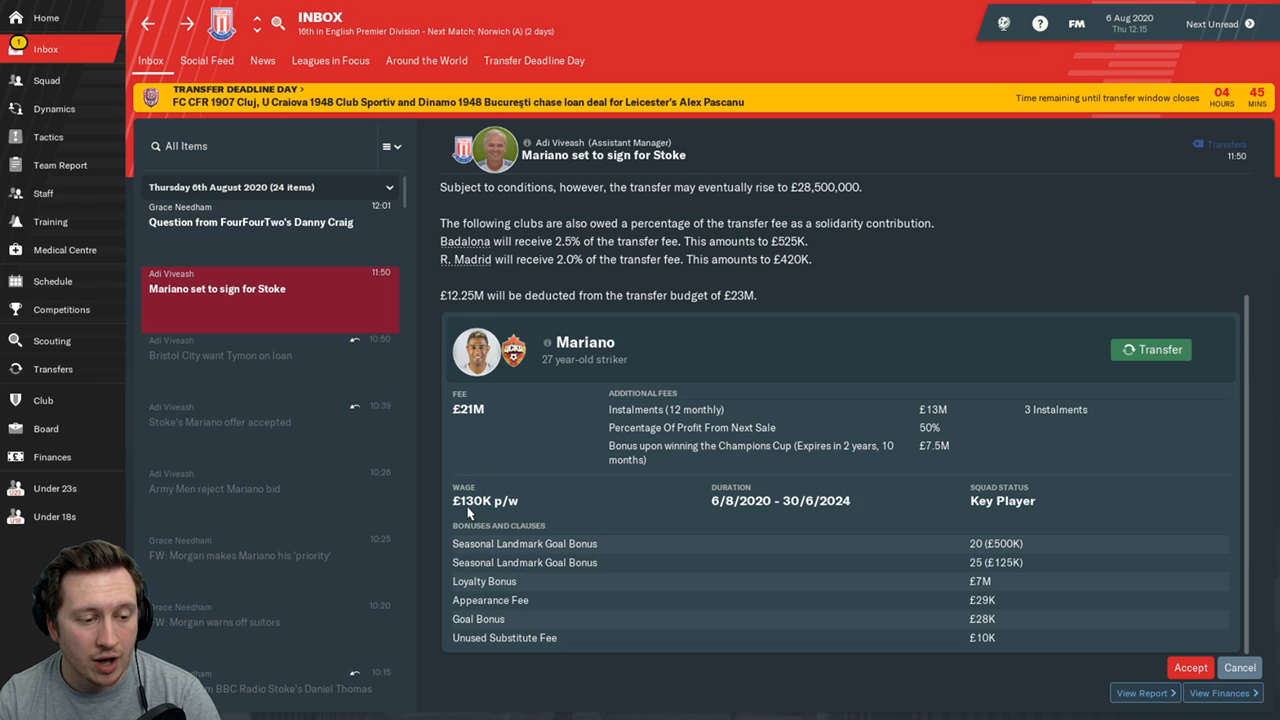 Home
1
Inbox
Squad
Dynamics
Tactics
Team Report
Staff
Training
Medical Centre
Schedule
Competitions
Scouting
Transfers
Club
Board
Finances
U23
Under 23s
U18
Under 18s
INBOX
16th in English Premier Division - Next Match: Norwich (A) (2 days)
?
FM
6 Aug 2020
Thu 12:15
Next Unread
Inbox
Social Feed
News
Leagues in Focus
Around the World
Transfer Deadline Day
TRANSFER DEADLINE DAY >
FC CFR 1907 Cluj, U Craiova 1948 Club Sportiv and Dinamo 1948 Bucureşti chase loan deal for Leicester's Alex Pascanu
Time remaining until transfer window closes
04
HOURS
45
MINS
All Items
Thursday 6th August 2020 (24 items)
Grace Needham
12:01
Question from FourFourTwo's Danny Craig
Adi Viveash
11:50
Mariano set to sign for Stoke
Adi Viveash
10:50
Bristol City want Tymon on loan
Adi Viveash
10:39
Stoke's Mariano offer accepted
Adi Viveash
10:26
Army Men reject Mariano bid
Grace Needham
10:25
FW: Morgan makes Mariano his 'priority'
Grace Needham
10:20
FW: Morgan warns off suitors
10:15
BBC Radio Stoke's Daniel Thomas
Adi Viveash (Assistant Manager)
Mariano set to sign for Stoke
Transfers
11:50
Subject to conditions, however, the transfer may eventually rise to £28,500,000.
The following clubs are also owed a percentage of the transfer fee as a solidarity contribution.
Badalona will receive 2.5% of the transfer fee. This amounts to £525K.
R. Madrid will receive 2.0% of the transfer fee. This amounts to £420K.
£12.25M will be deducted from the transfer budget of £23M.
Mariano
27 year-old striker
Transfer
FEE
£21M
ADDITIONAL FEES
Instalments (12 monthly) £13M 3 Instalments
Percentage Of Profit From Next Sale 50%
Bonus upon winning the Champions Cup (Expires in 2 years, 10 £7.5M
months)
WAGE
£130K p/w
DURATION
6/8/2020 - 30/6/2024
SQUAD STATUS
Key Player
BONUSES AND CLAUSES
Seasonal Landmark Goal Bonus 20 (£500K)
Seasonal Landmark Goal Bonus 25 (£125K)
Loyalty Bonus £7M
Appearance Fee £29K
Goal Bonus £28K
Unused Substitute Fee £10K
Accept
Cancel
View Report >
View Finances >